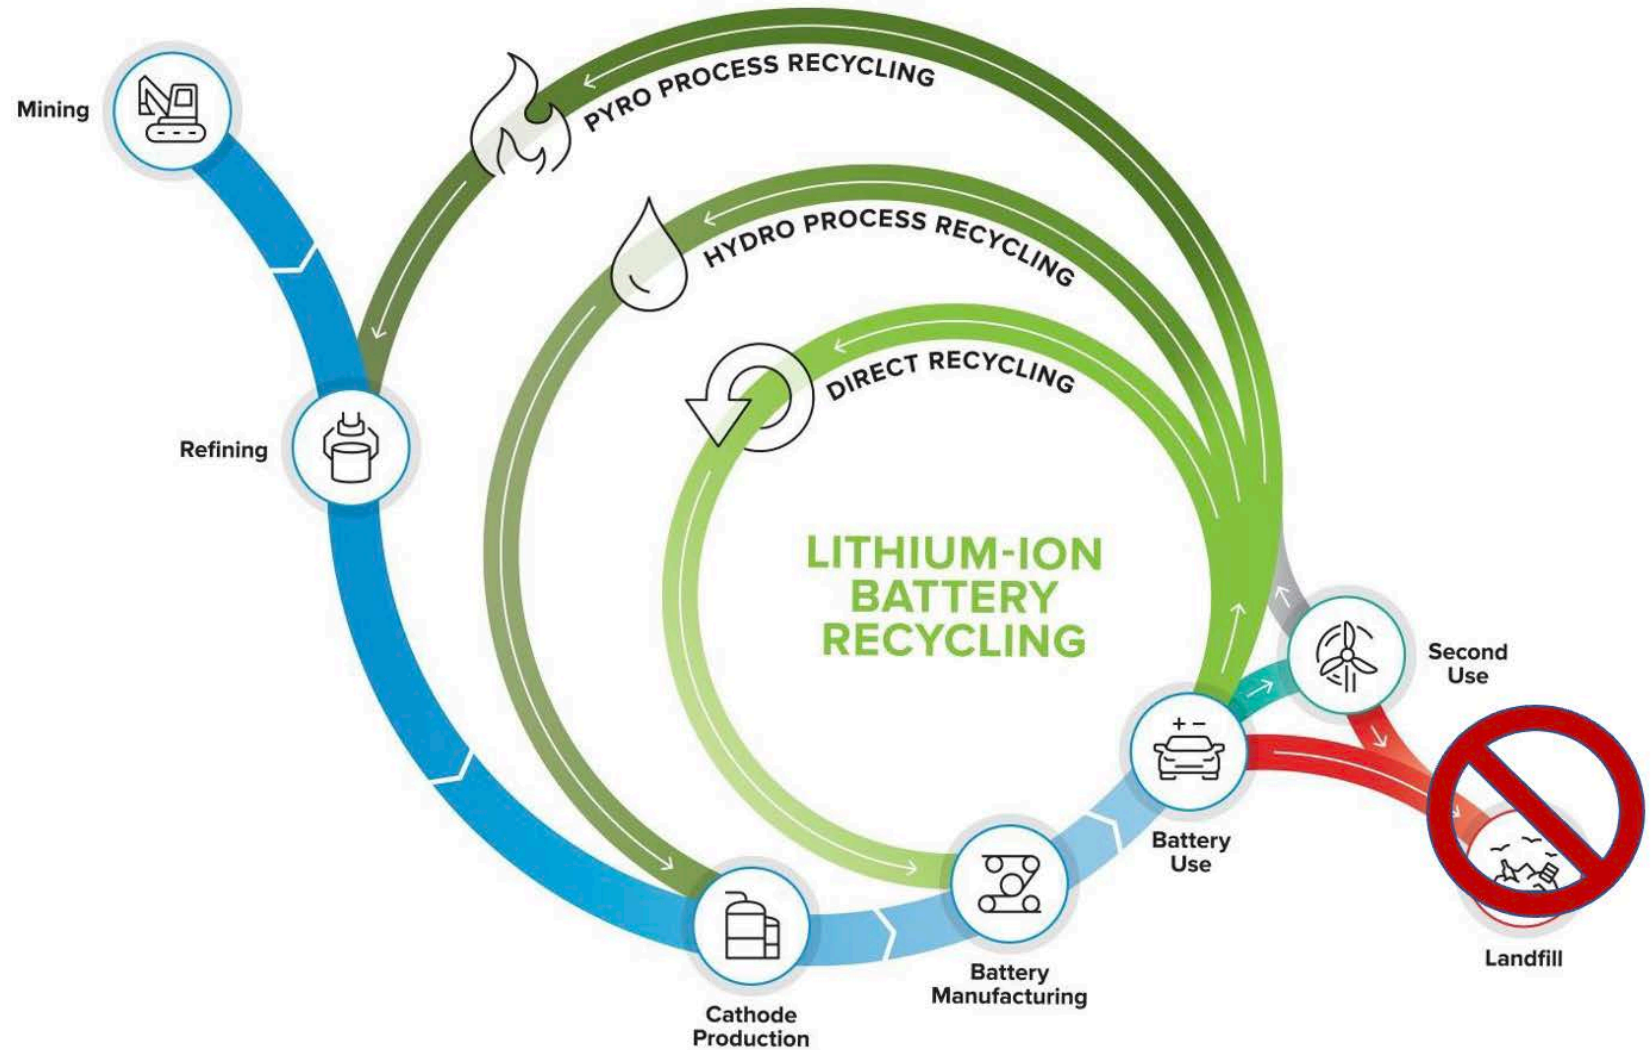 Mining
PYRO PROCESS RECYCLING
HYDRO PROCESS RECYCLING
DIRECT RECYCLING
Refining
LITHIUM-ION
BATTERY
RECYCLING
Second
Use
+ −
Battery
Use
Landfill
Battery
Manufacturing
Cathode
Production